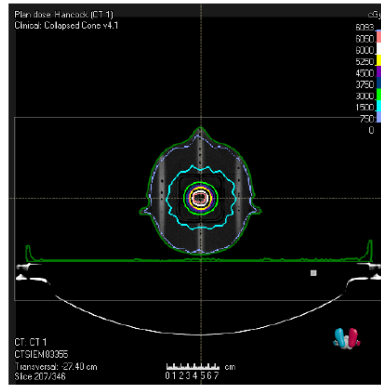 Plan dose: Hancock (CT 1)
Clinical: Collapsed Cone v4.1
cGy
6093
6050
6000
5250
4500
3750
3000
1500
750
0
CT: CT 1
CTSIEM83355
Transversal: -27.40 cm
Slice 207/346
cm
0 1 2 3 4 5 6 7